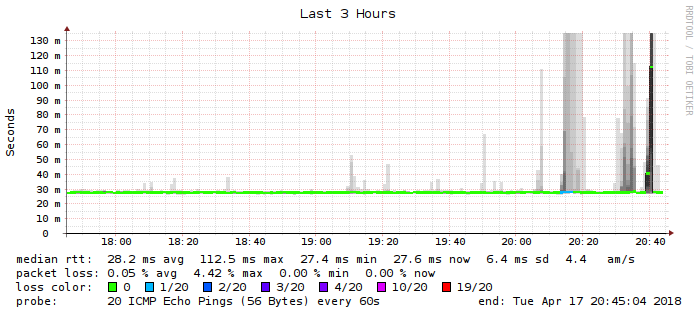 Last 3 Hours
RRDTOOL / TOBI OETIKER
Seconds
130 m
120 m
110 m
100 m
90 m
80 m
70 m
60 m
50 m
40 m
30 m
20 m
10 m
0
18:00 18:20 18:40 19:00 19:20 19:40 20:00 20:20 20:40
median rtt: 28.2 ms avg 112.5 ms max 27.4 ms min 27.6 ms now 6.4 ms sd 4.4 am/s
packet loss: 0.05 % avg 4.42 % max 0.00 % min 0.00 % now
loss color: 0 1/20 2/20 3/20 4/20 10/20 19/20
probe: 20 ICMP Echo Pings (56 Bytes) every 60s end: Tue Apr 17 20:45:04 2018